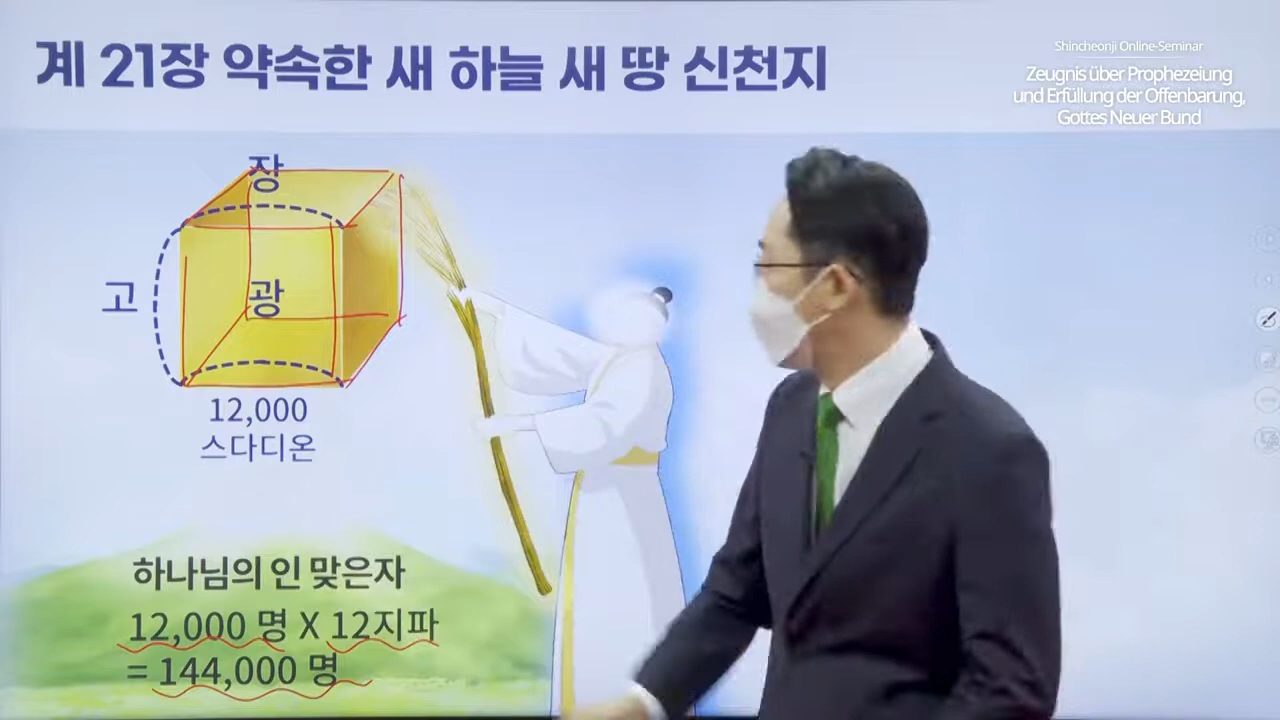 계 21장 약속한 새 하늘 새 땅 신천지
Shincheonji Online-Seminar
Zeugnis über Prophezeiung
und Erfüllung der Offenbarung,
Gottes Neuer Bund
장
고
광
12,000
스다디온
하나님의 인 맞은자
12,000 명 X 12지파
= 144,000 명